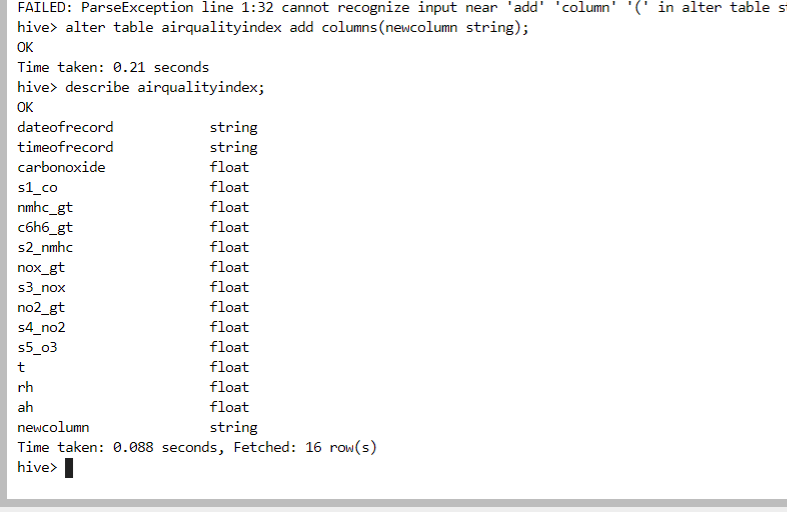 FAILED: ParseException line 1:32 cannot recognize input near 'add' 'column' '(' in alter table
hive> alter table airqualityindex add columns(newcolumn string);
OK
Time taken: 0.21 seconds
hive> describe airqualityindex;
OK
dateofrecord string
timeofrecord string
carbonoxide float
s1_co float
nmhc_gt float
c6h6_gt float
s2_nmhc float
nox_gt float
s3_nox float
no2_gt float
s4_no2 float
s5_o3 float
t float
rh float
ah float
newcolumn string
Time taken: 0.088 seconds, Fetched: 16 row(s)
hive>